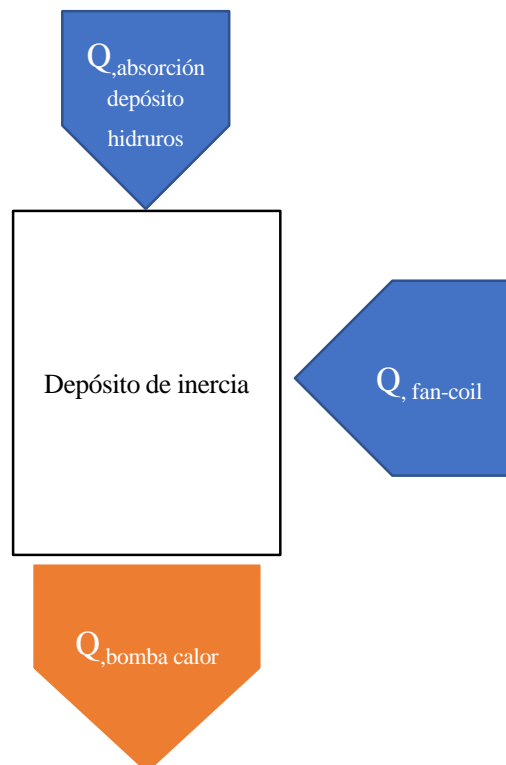 Q,absorción
depósito
hidruros
Depósito de inercia
Q, fan-coil
Q,bomba calor